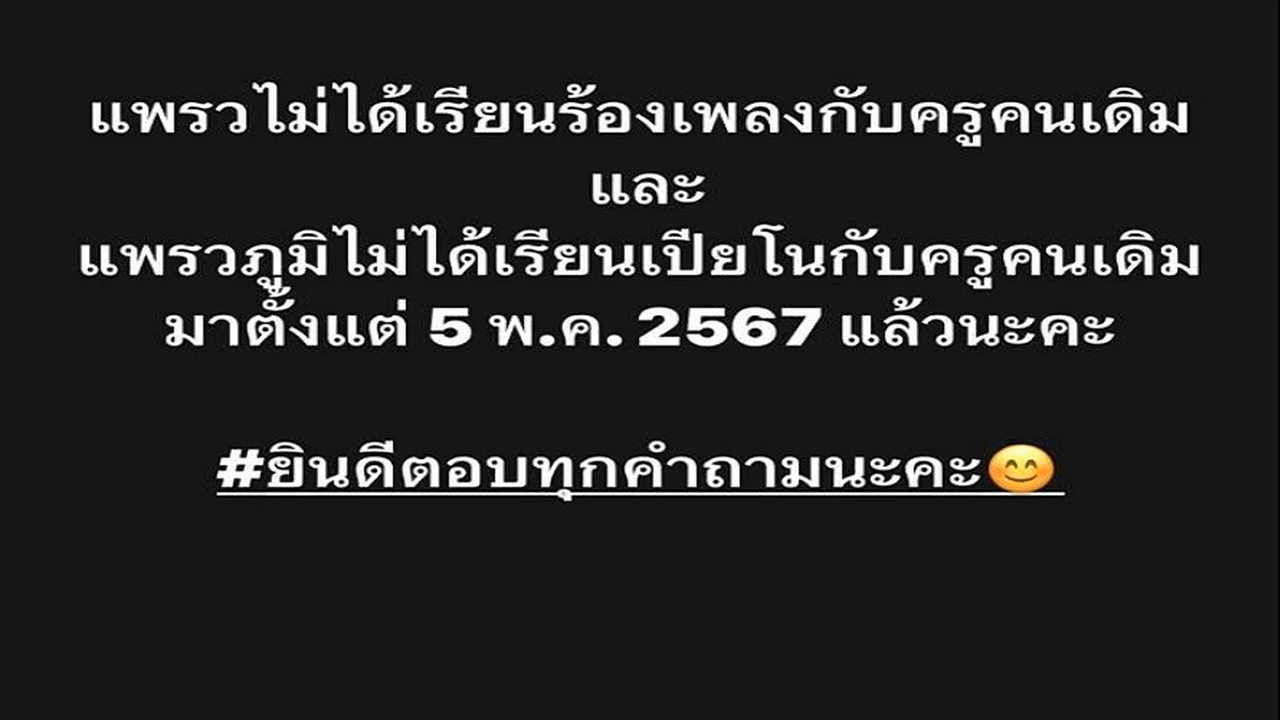 แพรวไม่ได้เรียนร้องเพลงกับครูคนเดิม
และ
แพรวภูมิไม่ได้เรียนเปียโนกับครูคนเดิม
มาตั้งแต่ 5 พ.ค. 2567 แล้วนะคะ
#ยินดีตอบทุกคำถามนะคะ😊